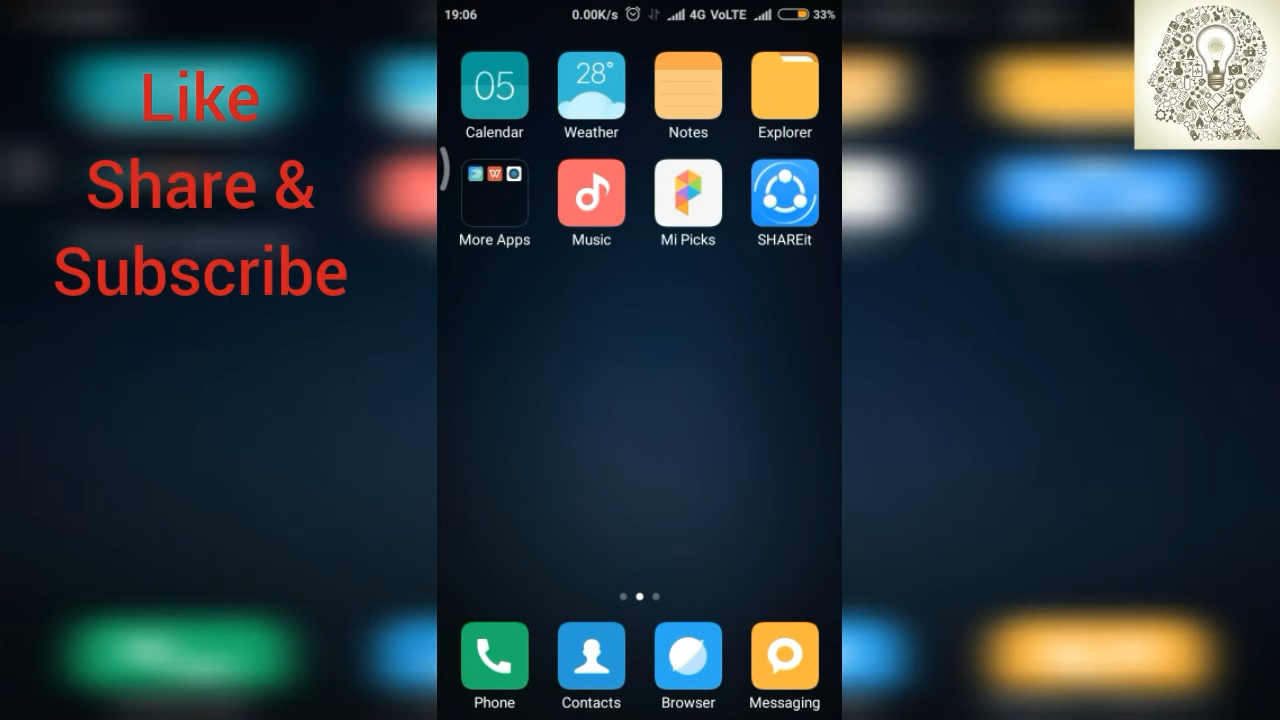 19:06 0.00K/s 4G VoLTE 33%
Like
Share &
Subscribe
05 28°
Calendar Weather Notes Explorer
More Apps Music Mi Picks SHAREit
Phone Contacts Browser Messaging